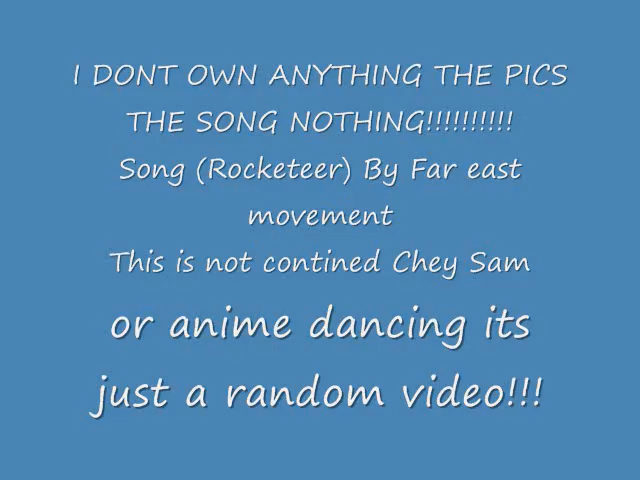 I DONT OWN ANYTHING THE PICS
THE SONG NOTHING!!!!!!!!!!
Song (Rocketeer) By Far east
movement
This is not contined Chey Sam
or anime dancing its
just a random video!!!